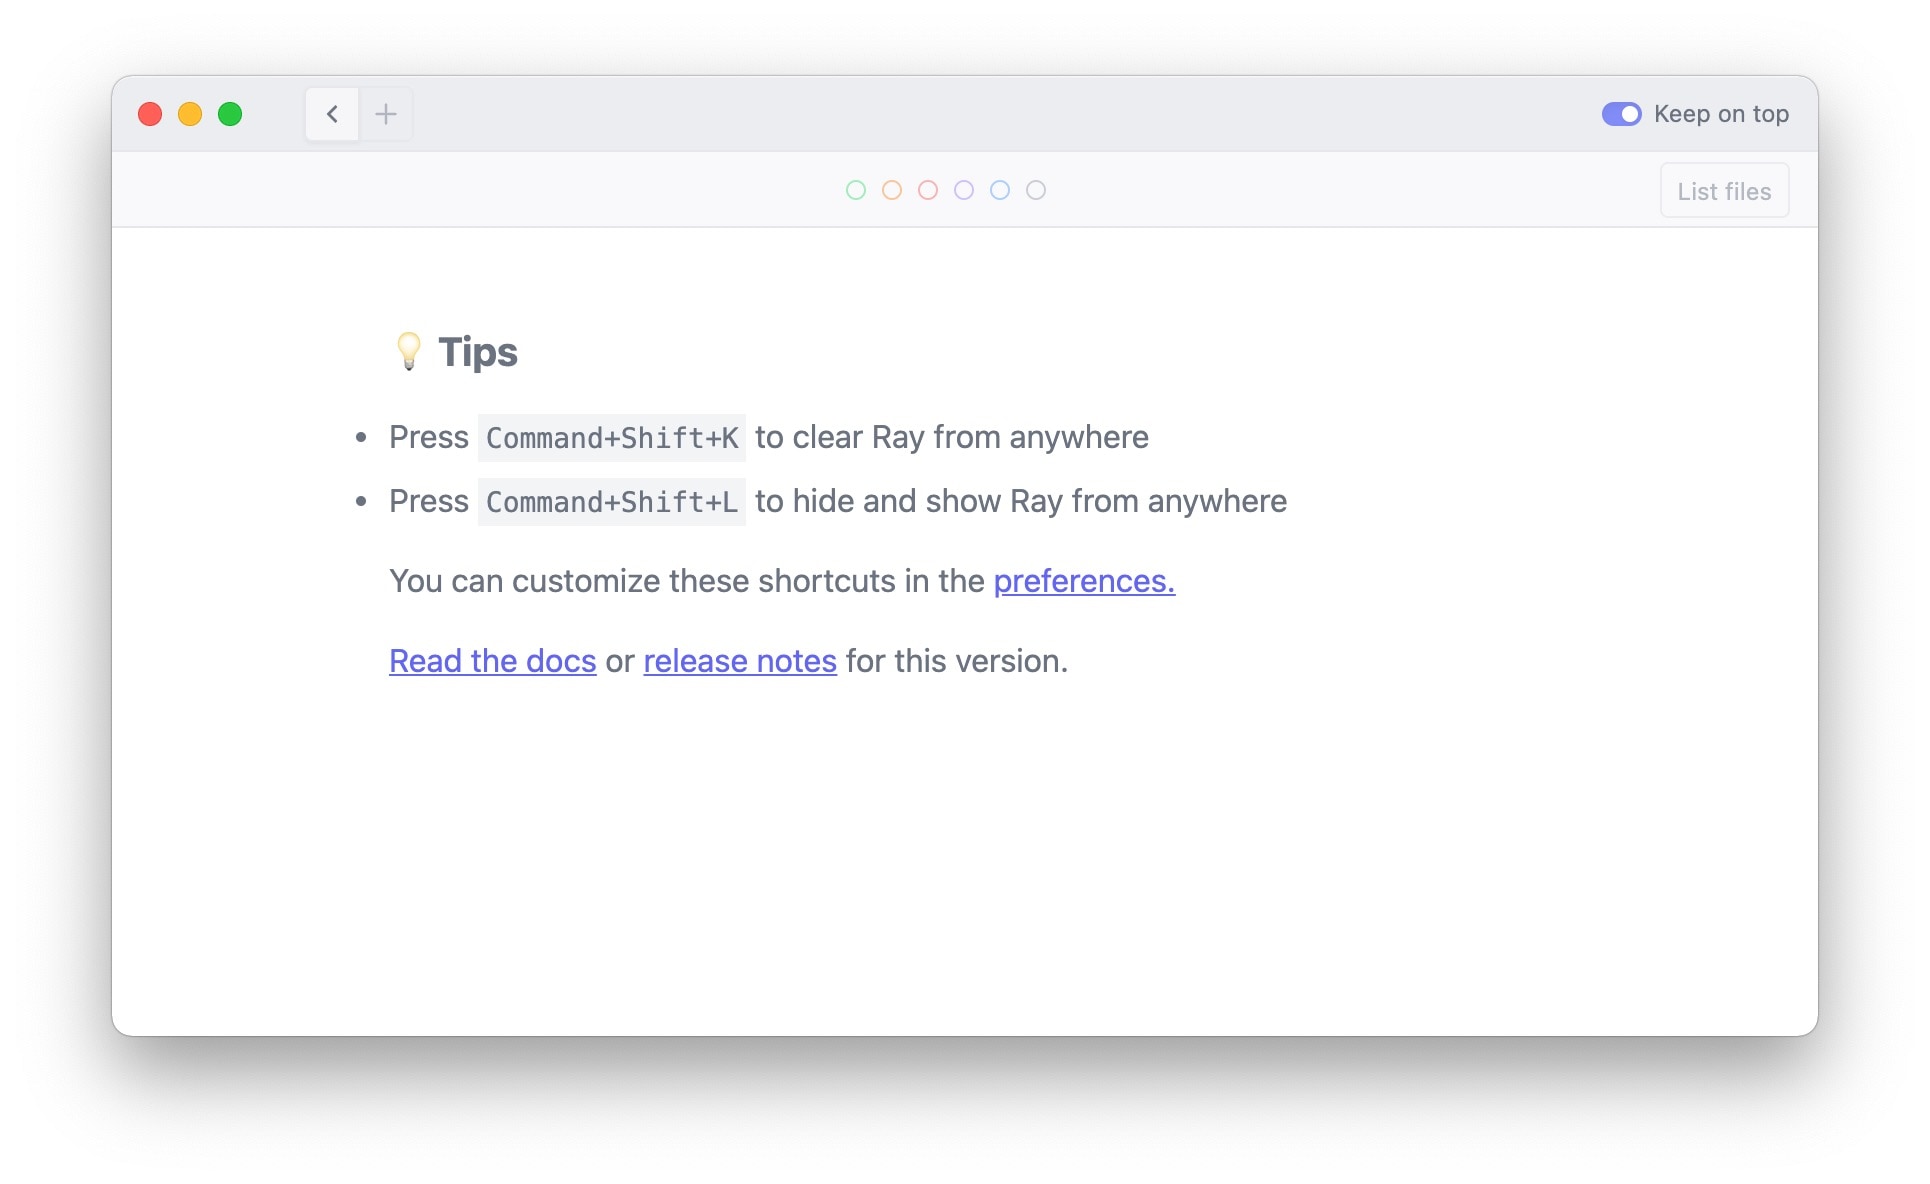 Keep on top
List files
💡 Tips
• Press Command+Shift+K to clear Ray from anywhere
• Press Command+Shift+L to hide and show Ray from anywhere
You can customize these shortcuts in the preferences.
Read the docs or release notes for this version.